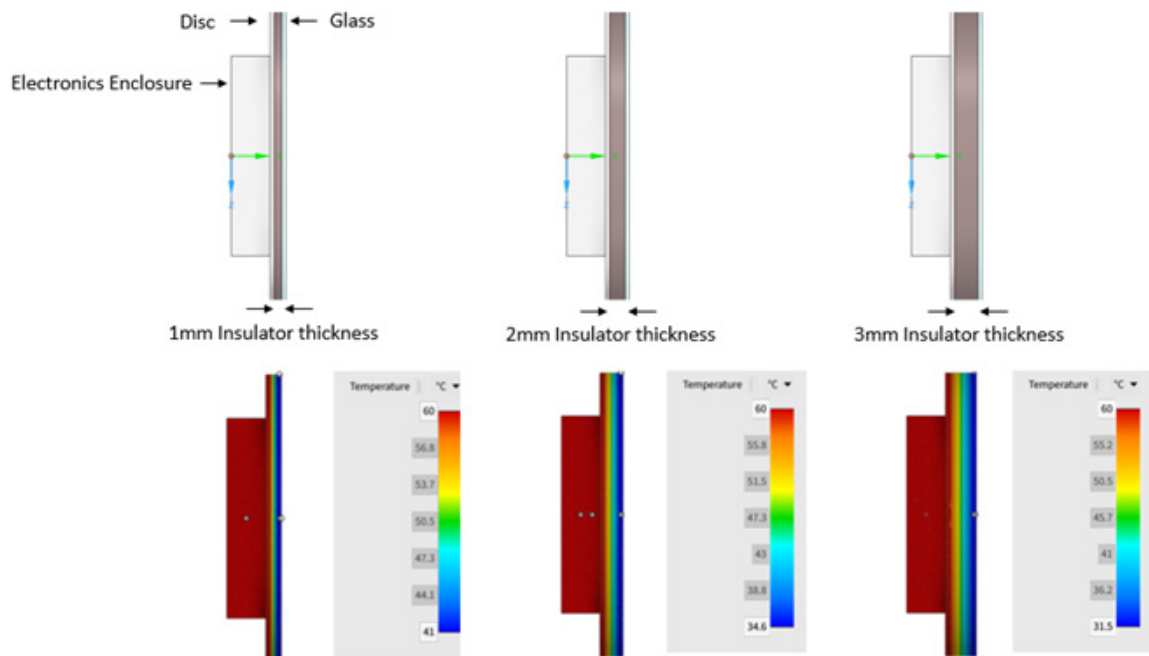 Disc
Glass
Electronics Enclosure
Z
Z
Z
1mm Insulator thickness
2mm Insulator thickness
3mm Insulator thickness
Temperature °C
60
56.8
53.7
50.5
47.3
44.1
41
Temperature °C
60
55.8
51.5
47.3
43
38.8
34.6
Temperature °C
60
55.2
50.5
45.7
41
36.2
31.5